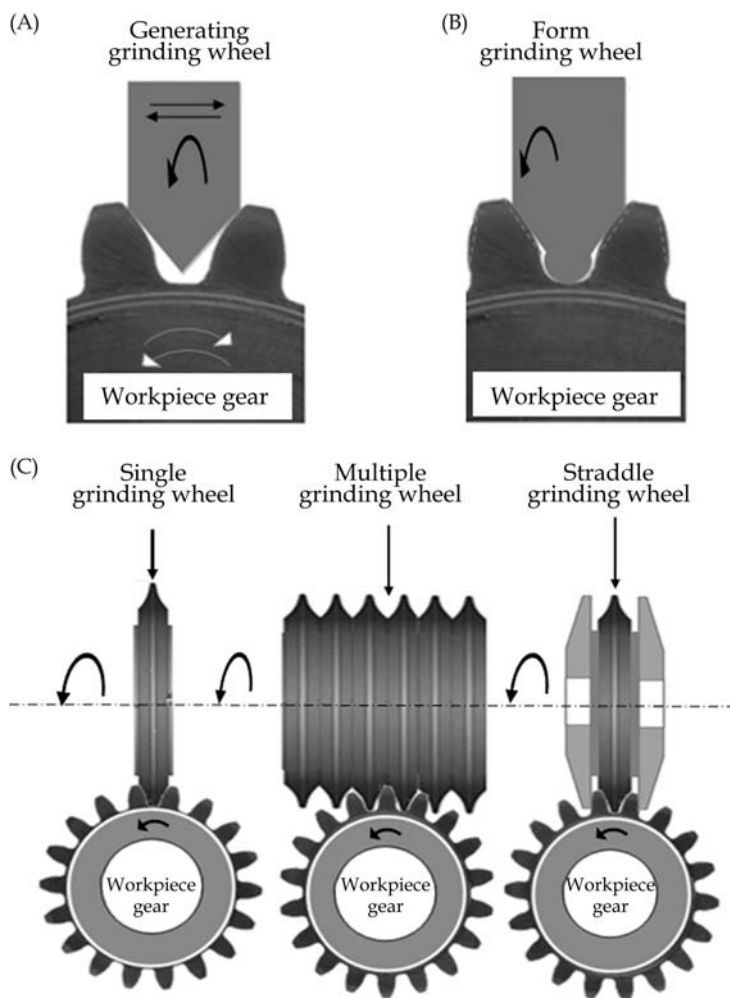 (A)
Generating
grinding wheel
Workpiece gear
(B)
Form
grinding wheel
Workpiece gear
(C)
Single
grinding wheel
Multiple
grinding wheel
Straddle
grinding wheel
Workpiece
gear
Workpiece
gear
Workpiece
gear